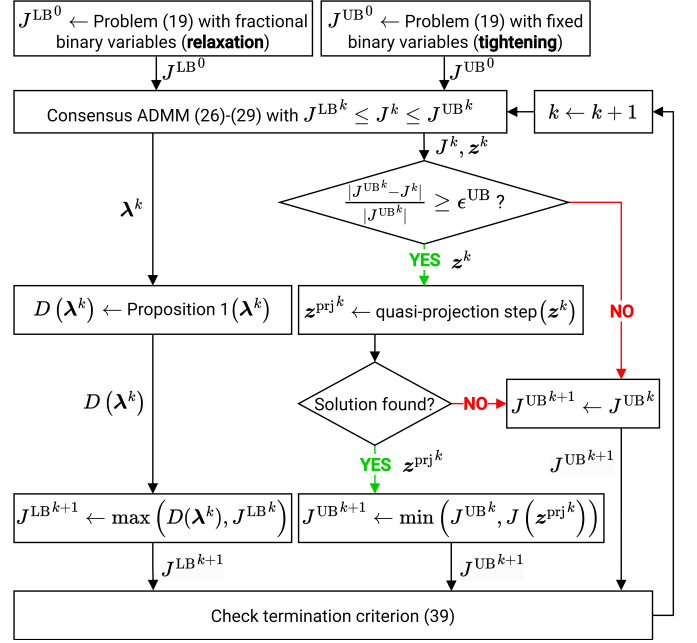 J^{LB^0} ← Problem (19) with fractional
binary variables (relaxation)
J^{UB^0} ← Problem (19) with fixed
binary variables (tightening)
J^{LB^0}
J^{UB^0}
Consensus ADMM (26)-(29) with J^{LB^k} ≤ J^k ≤ J^{UB^k}
k ← k + 1
J^k, z^k
|J^{UB^k} − J^k| / |J^{UB^k}| ≥ ϵ^{UB} ?
λ^k
YES z^k
D(λ^k) ← Proposition 1(λ^k)
z^{prj^k} ← quasi-projection step(z^k)
NO
D(λ^k)
Solution found?
NO
J^{UB^{k+1}} ← J^{UB^k}
YES z^{prj^k}
J^{UB^{k+1}}
J^{LB^{k+1}} ← max(D(λ^k), J^{LB^k})
J^{UB^{k+1}} ← min(J^{UB^k}, J(z^{prj^k}))
J^{LB^{k+1}}
J^{UB^{k+1}}
Check termination criterion (39)